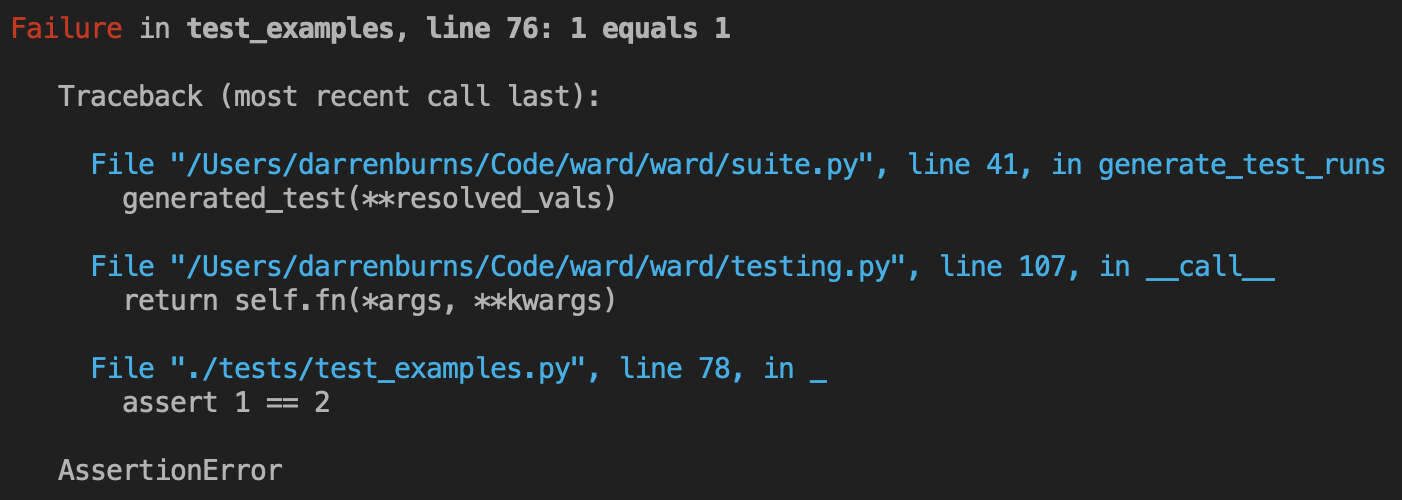 Failure in test_examples, line 76: 1 equals 1
Traceback (most recent call last):
File "/Users/darrenburns/Code/ward/ward/suite.py", line 41, in generate_test_runs
generated_test(**resolved_vals)
File "/Users/darrenburns/Code/ward/ward/testing.py", line 107, in __call__
return self.fn(*args, **kwargs)
File "./tests/test_examples.py", line 78, in _
assert 1 == 2
AssertionError